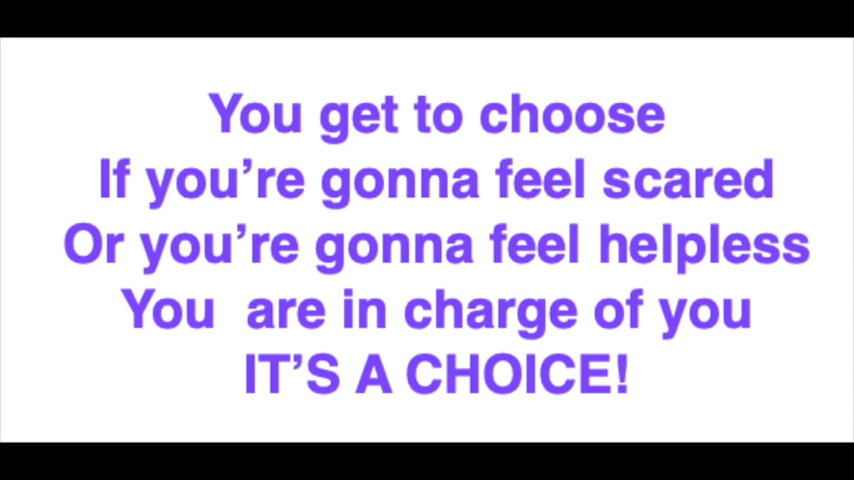 You get to choose
If you’re gonna feel scared
Or you’re gonna feel helpless
You  are in charge of you
IT’S A CHOICE!